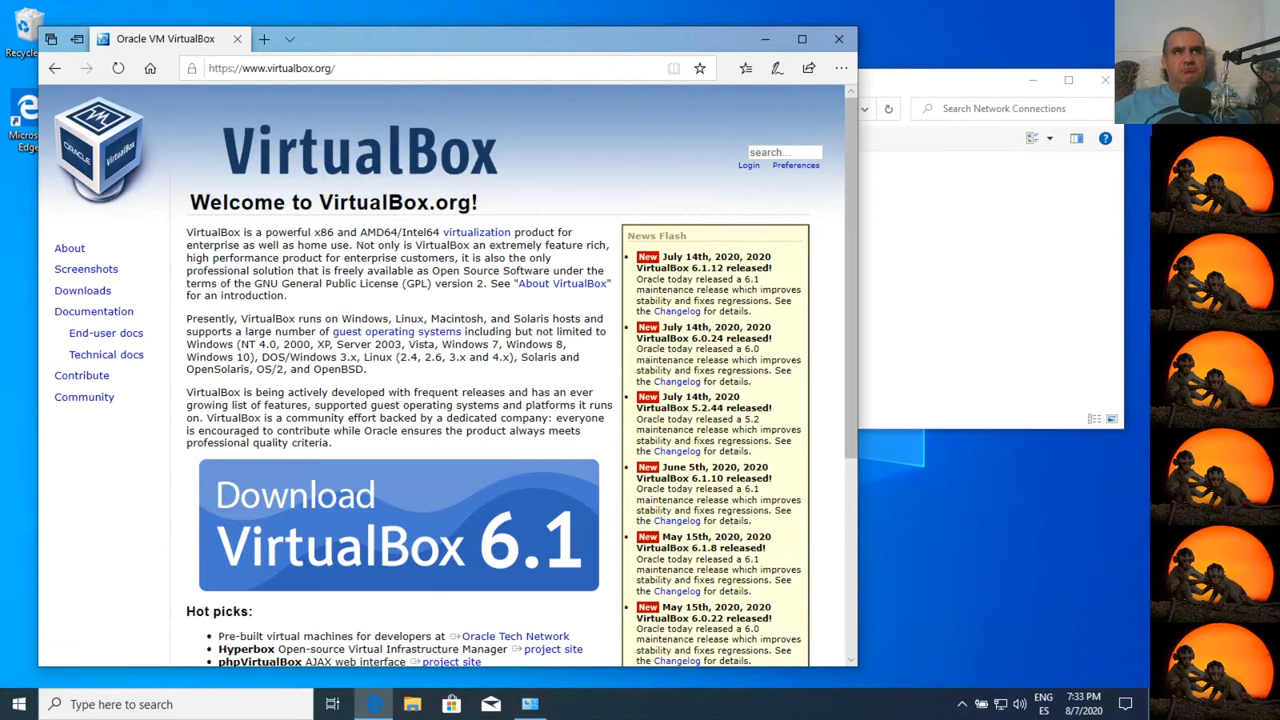 Recycle
Micros
Edge
Oracle VM VirtualBox
https://www.virtualbox.org/
Search Network Connections
ORACLE
VirtualBox
VirtualBox
search...
Login Preferences
Welcome to VirtualBox.org!
About
Screenshots
Downloads
Documentation
End-user docs
Technical docs
Contribute
Community
VirtualBox is a powerful x86 and AMD64/Intel64 virtualization product for
enterprise as well as home use. Not only is VirtualBox an extremely feature rich,
high performance product for enterprise customers, it is also the only
professional solution that is freely available as Open Source Software under the
terms of the GNU General Public License (GPL) version 2. See "About VirtualBox"
for an introduction.
Presently, VirtualBox runs on Windows, Linux, Macintosh, and Solaris hosts and
supports a large number of guest operating systems including but not limited to
Windows (NT 4.0, 2000, XP, Server 2003, Vista, Windows 7, Windows 8,
Windows 10), DOS/Windows 3.x, Linux (2.4, 2.6, 3.x and 4.x), Solaris and
OpenSolaris, OS/2, and OpenBSD.
VirtualBox is being actively developed with frequent releases and has an ever
growing list of features, supported guest operating systems and platforms it runs
on. VirtualBox is a community effort backed by a dedicated company: everyone
is encouraged to contribute while Oracle ensures the product always meets
professional quality criteria.
Download
VirtualBox 6.1
Hot picks:
Pre-built virtual machines for developers at Oracle Tech Network
Hyperbox Open-source Virtual Infrastructure Manager project site
phpVirtualBox AJAX web interface project site
News Flash
New July 14th, 2020, 2020
VirtualBox 6.1.12 released!
Oracle today released a 6.1
maintenance release which improves
stability and fixes regressions. See
the Changelog for details.
New July 14th, 2020, 2020
VirtualBox 6.0.24 released!
Oracle today released a 6.0
maintenance release which improves
stability and fixes regressions. See
the Changelog for details.
New July 14th, 2020
VirtualBox 5.2.44 released!
Oracle today released a 5.2
maintenance release which improves
stability and fixes regressions. See
the Changelog for details.
New June 5th, 2020, 2020
VirtualBox 6.1.10 released!
Oracle today released a 6.1
maintenance release which improves
stability and fixes regressions. See
the Changelog for details.
New May 15th, 2020, 2020
VirtualBox 6.1.8 released!
Oracle today released a 6.1
maintenance release which improves
stability and fixes regressions. See
the Changelog for details.
New May 15th, 2020, 2020
VirtualBox 6.0.22 released!
Oracle today released a 6.0
maintenance release which improves
stability and fixes regressions. See
the Changelog for details.
Type here to search
ENG
ES
7:33 PM
8/7/2020